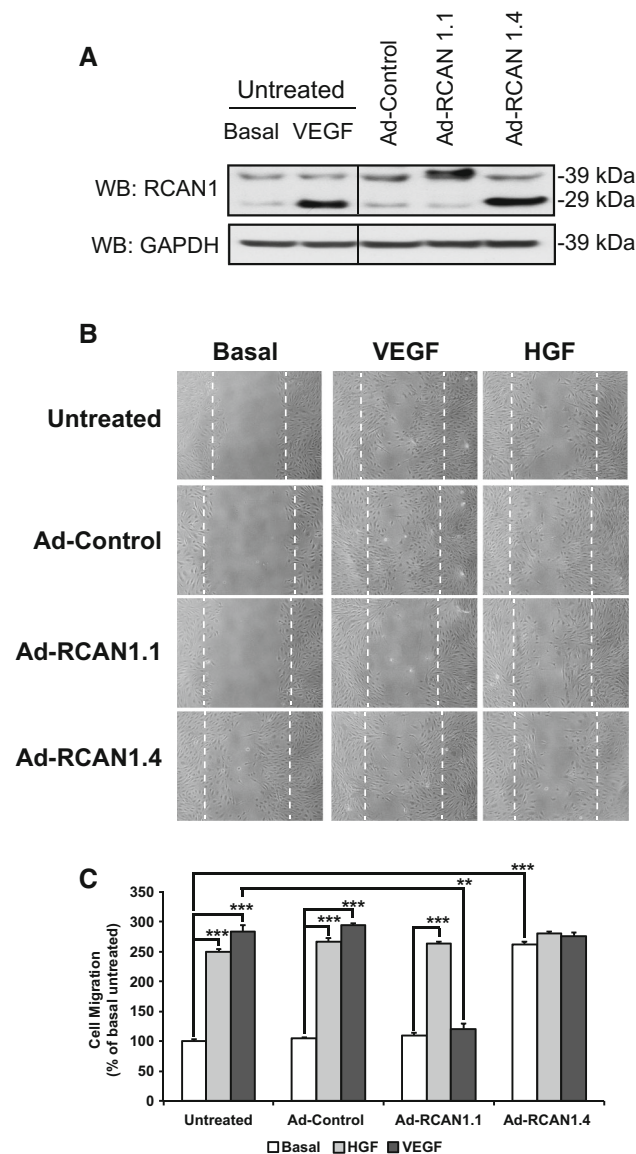 A
Untreated
Basal VEGF Ad-Control Ad-RCAN 1.1 Ad-RCAN 1.4
WB: RCAN1 -39 kDa
-29 kDa
WB: GAPDH -39 kDa
B
Basal VEGF HGF
Untreated
Ad-Control
Ad-RCAN1.1
Ad-RCAN1.4
C
Cell Migration
(% of basal untreated)
350
300
250
200
150
100
50
0
*** *** *** *** *** ** ***
Untreated Ad-Control Ad-RCAN1.1 Ad-RCAN1.4
Basal HGF VEGF